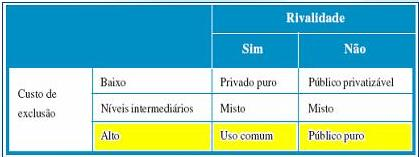 Rivalidade
Sim Não
Custo de exclusão
Baixo Privado puro Público privatizável
Níveis intermediários Misto Misto
Alto Uso comum Público puro